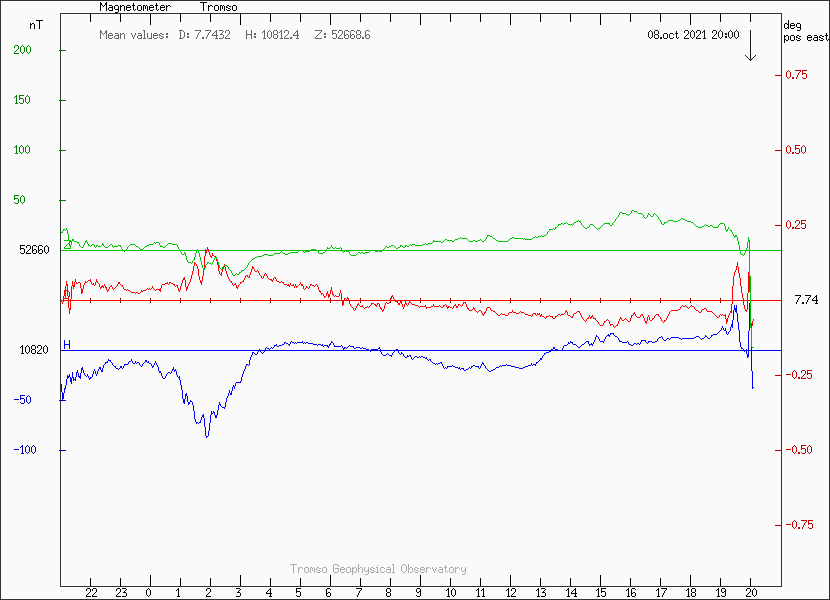 Magnetometer Tromso
nT
deg
pos east
Mean values: D: 7.7432 H: 10812.4 Z: 52668.6
08.oct 2021 20:00
200
0.75
150
100
0.50
50
0.25
Z
52660
D
7.74
H
10820
-0.25
-50
-100
-0.50
-0.75
Tromso Geophysical Observatory
22 23 0 1 2 3 4 5 6 7 8 9 10 11 12 13 14 15 16 17 18 19 20